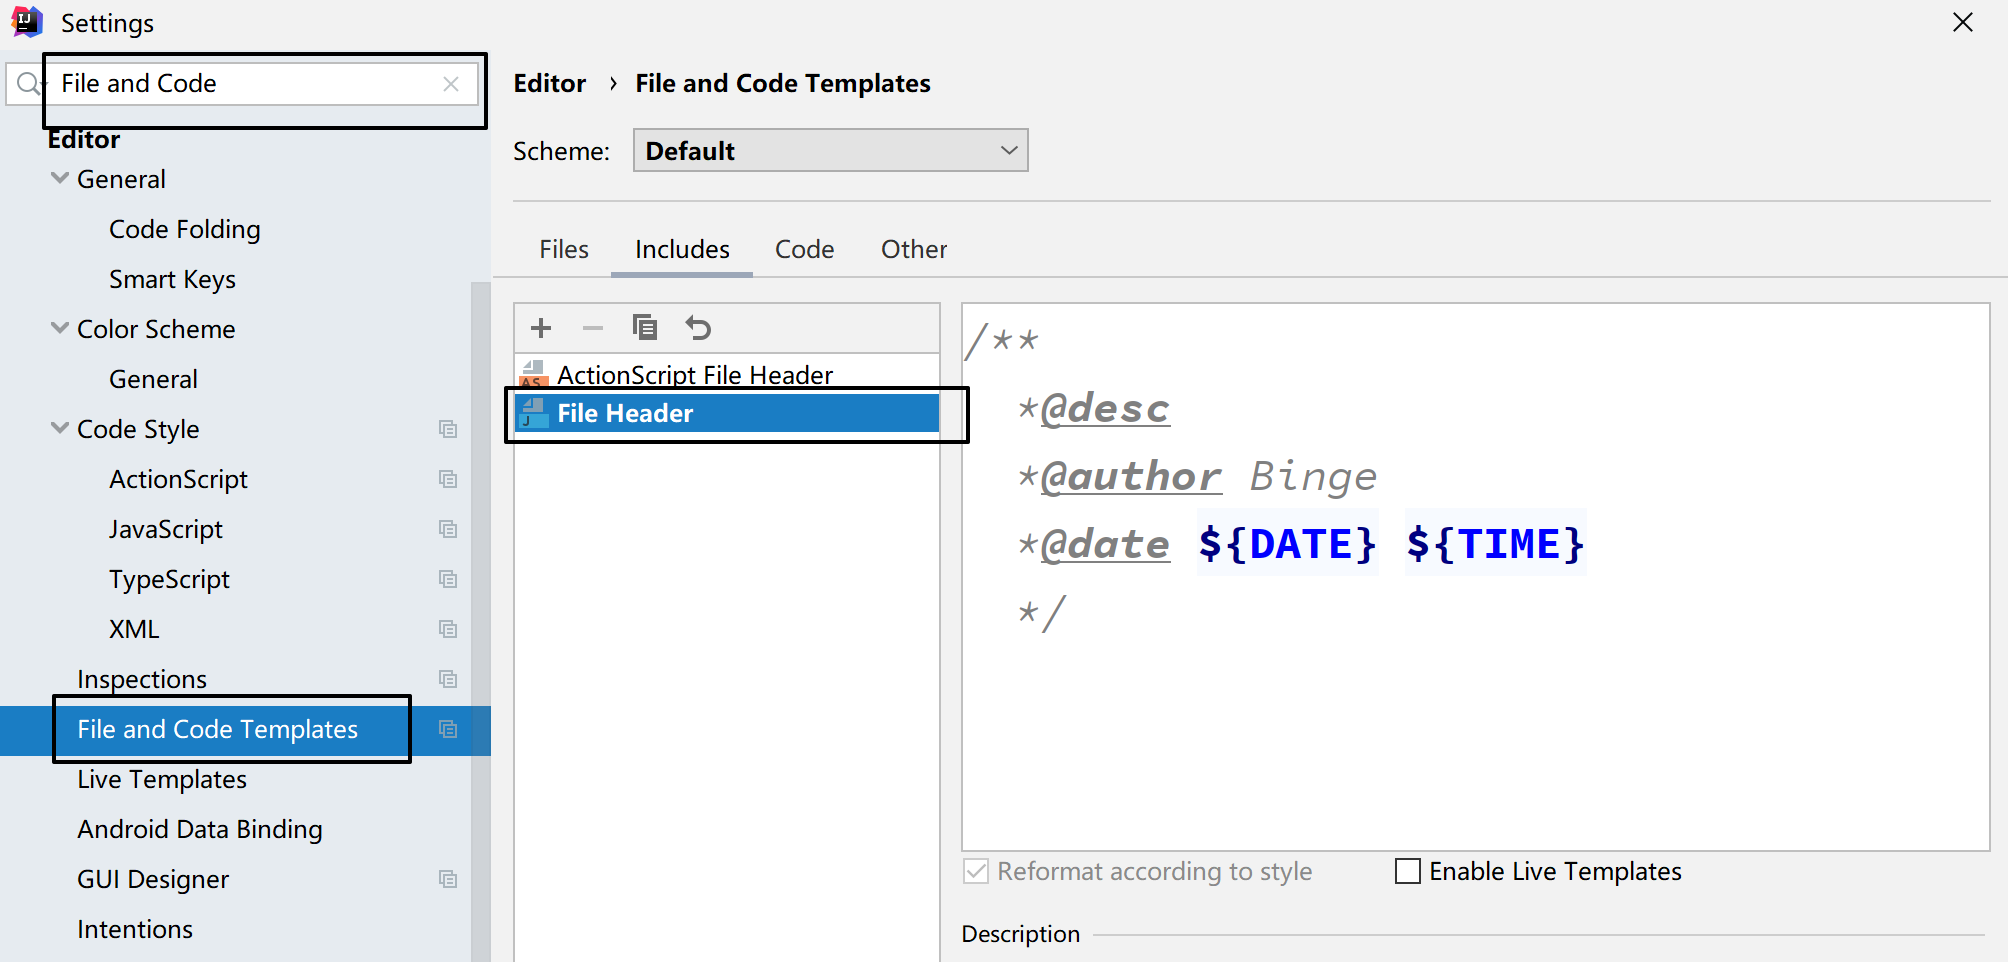 Settings
File and Code
Editor
General
Code Folding
Smart Keys
Color Scheme
General
Code Style
ActionScript
JavaScript
TypeScript
XML
Inspections
File and Code Templates
Live Templates
Android Data Binding
GUI Designer
Intentions
Editor › File and Code Templates
Scheme: Default
Files Includes Code Other
ActionScript File Header
File Header
/**
*@desc
*@author Binge
*@date ${DATE} ${TIME}
*/
Reformat according to style Enable Live Templates
Description